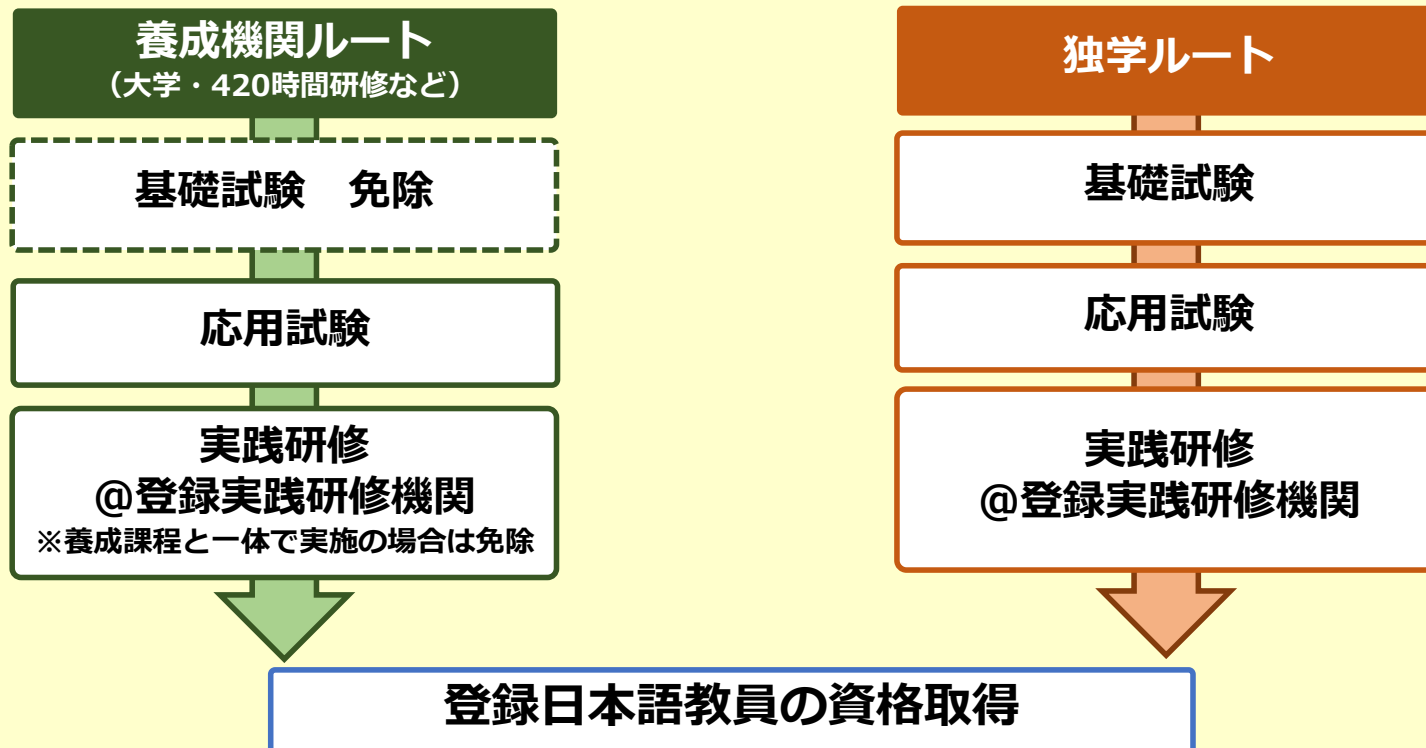 養成機関ルート
（大学・420時間研修など）
基礎試験　免除
応用試験
実践研修
@登録実践研修機関
※養成課程と一体で実施の場合は免除
独学ルート
基礎試験
応用試験
実践研修
@登録実践研修機関
登録日本語教員の資格取得